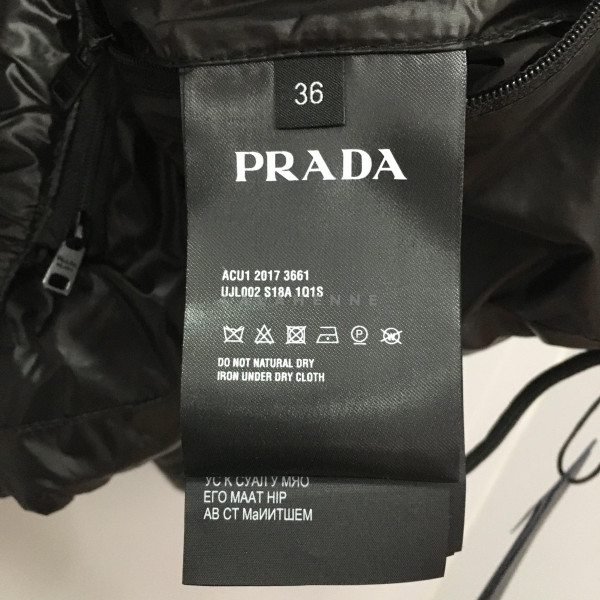 36
PRADA
ACU1 2017 3661
UJL002 S18A 1Q1S
P
DO NOT NATURAL DRY
IRON UNDER DRY CLOTH
УС К СУАЛ У МЯО
ЕГО МААТ HIP
АВ СТ МаИИТШЕМ
PRADA